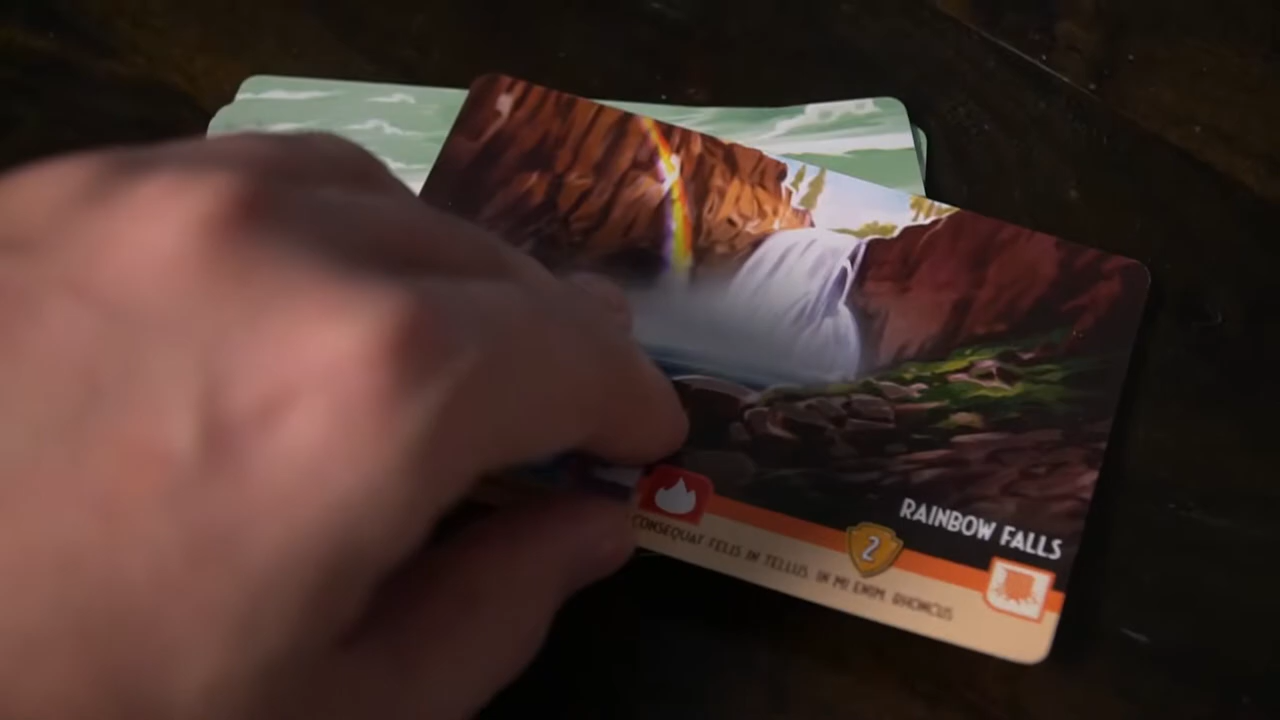 RAINBOW FALLS
2
CONSEQUAT FELIS IN TELLUS. IN MI ENIM. RHONCUS